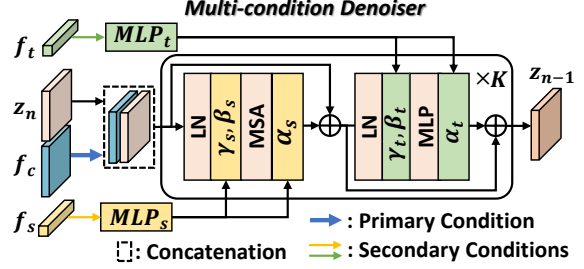 Multi-condition Denoiser
f_t
MLP_t
z_n
f_c
f_s
MLP_s
LN
γ_s, β_s
MSA
α_s
LN
γ_t, β_t
MLP
α_t
×K
z_{n-1}
: Primary Condition
: Concatenation
: Secondary Conditions